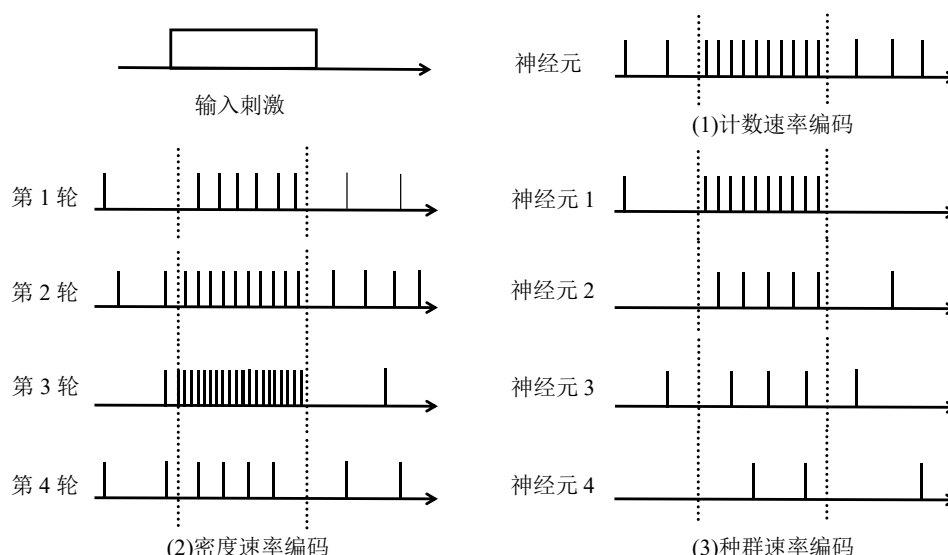 输入刺激
神经元
(1)计数速率编码
第 1 轮
第 2 轮
第 3 轮
第 4 轮
(2)密度速率编码
神经元 1
神经元 2
神经元 3
神经元 4
(3)种群速率编码